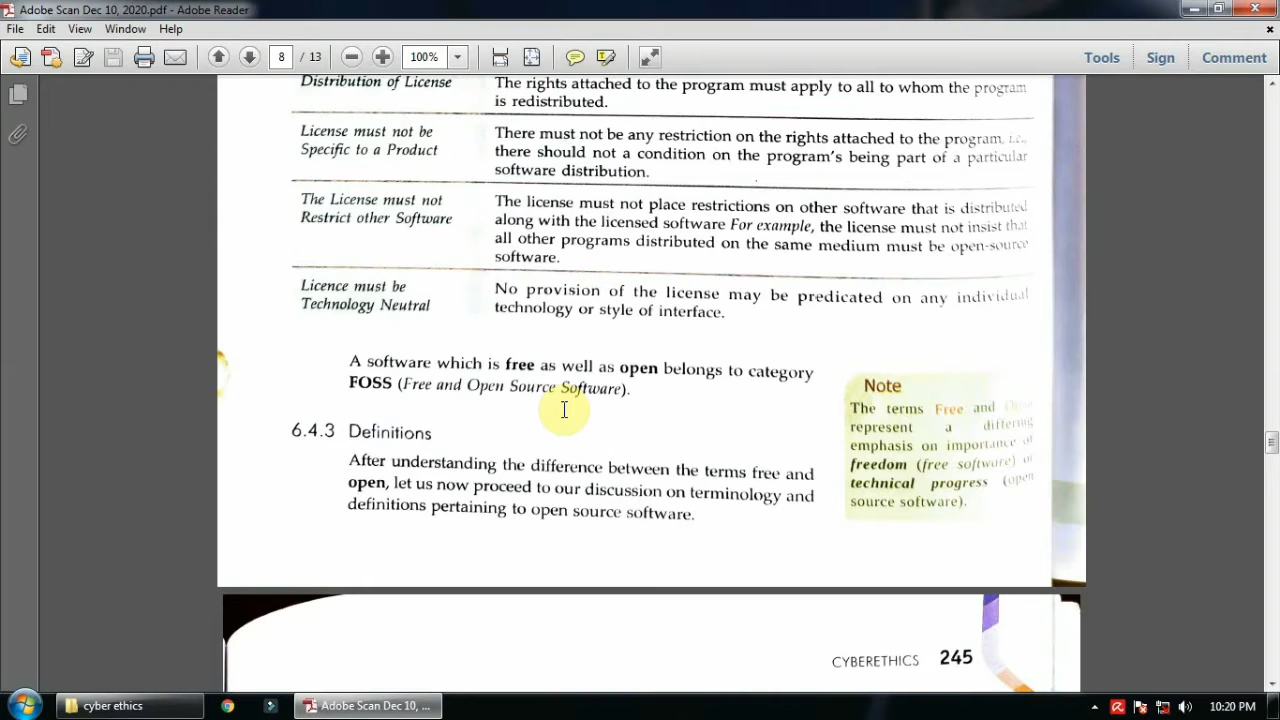 Adobe Scan Dec 10, 2020.pdf - Adobe Reader
File Edit View Window Help
8 / 13 100% Tools Sign Comment
Distribution of License
The rights attached to the program must apply to all to whom the program
is redistributed.
License must not be
Specific to a Product
There must not be any restriction on the rights attached to the program, i.e.,
there should not a condition on the program's being part of a particular
software distribution.
The License must not
Restrict other Software
The license must not place restrictions on other software that is distributed
along with the licensed software For example, the license must not insist that
all other programs distributed on the same medium must be open-source
software.
Licence must be
Technology Neutral
No provision of the license may be predicated on any individual
technology or style of interface.
A software which is free as well as open belongs to category
FOSS (Free and Open Source Software).
6.4.3 Definitions
After understanding the difference between the terms free and
open, let us now proceed to our discussion on terminology and
definitions pertaining to open source software.
Note
The terms Free and Open
represent a differing
emphasis on importance of
freedom (free software) or
technical progress (open
source software).
CYBERETHICS 245
cyber ethics
Adobe Scan Dec 10, ...
10:20 PM